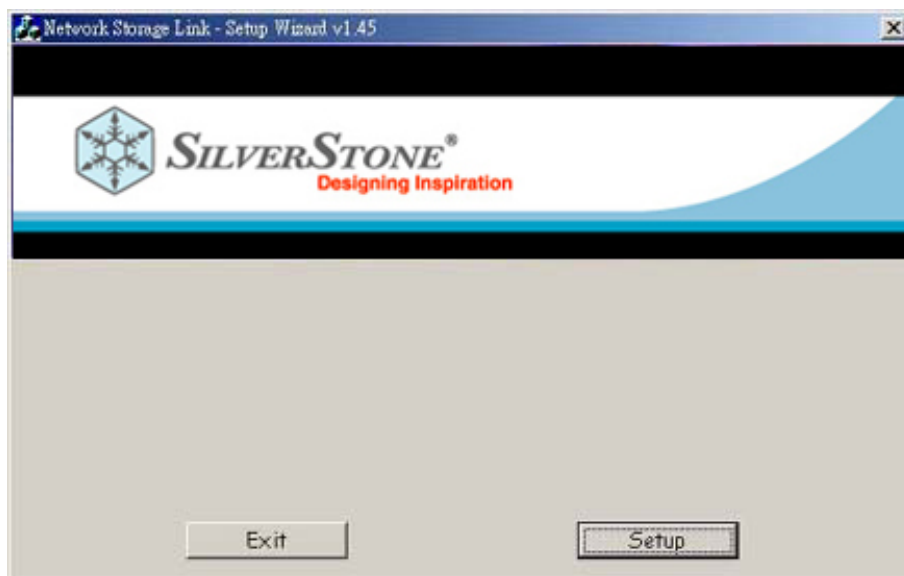 Network Storage Link - Setup Wizard v1.45
SILVERSTONE®
Designing Inspiration
Exit
Setup